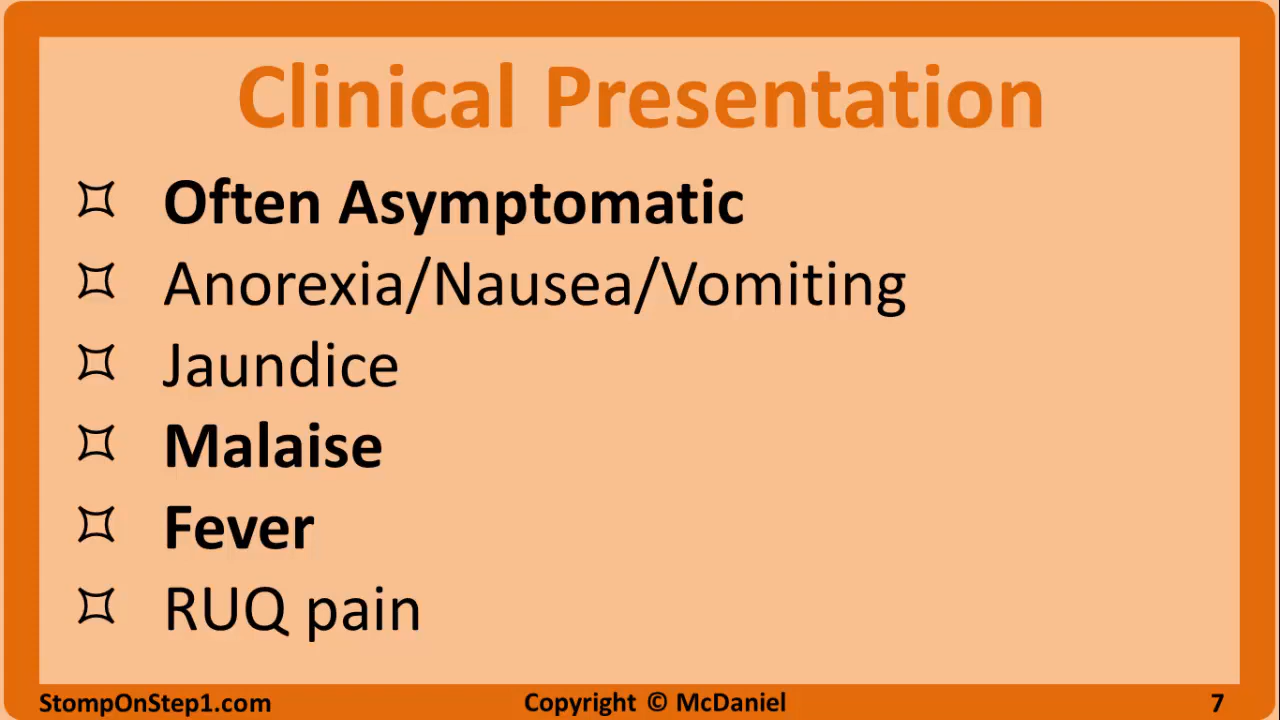 Clinical Presentation
Often Asymptomatic
Anorexia/Nausea/Vomiting
Jaundice
Malaise
Fever
RUQ pain
StompOnStep1.com Copyright © McDaniel 7